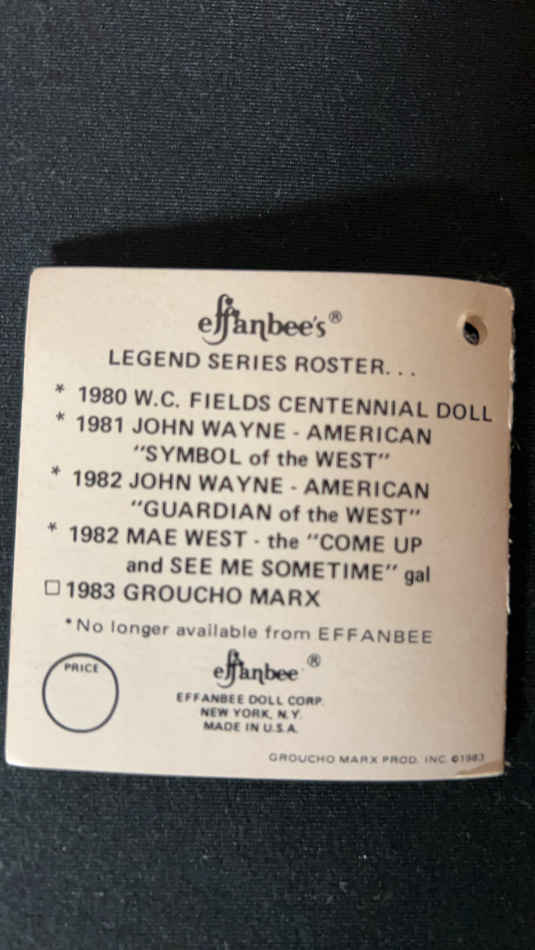 effanbee's®
LEGEND SERIES ROSTER...
* 1980 W.C. FIELDS CENTENNIAL DOLL
* 1981 JOHN WAYNE - AMERICAN
"SYMBOL of the WEST"
* 1982 JOHN WAYNE - AMERICAN
"GUARDIAN of the WEST"
* 1982 MAE WEST - the "COME UP
and SEE ME SOMETIME" gal
□ 1983 GROUCHO MARX
*No longer available from EFFANBEE
PRICE
effanbee®
EFFANBEE DOLL CORP.
NEW YORK, N.Y.
MADE IN U.S.A.
GROUCHO MARX PROD. INC. ©1983